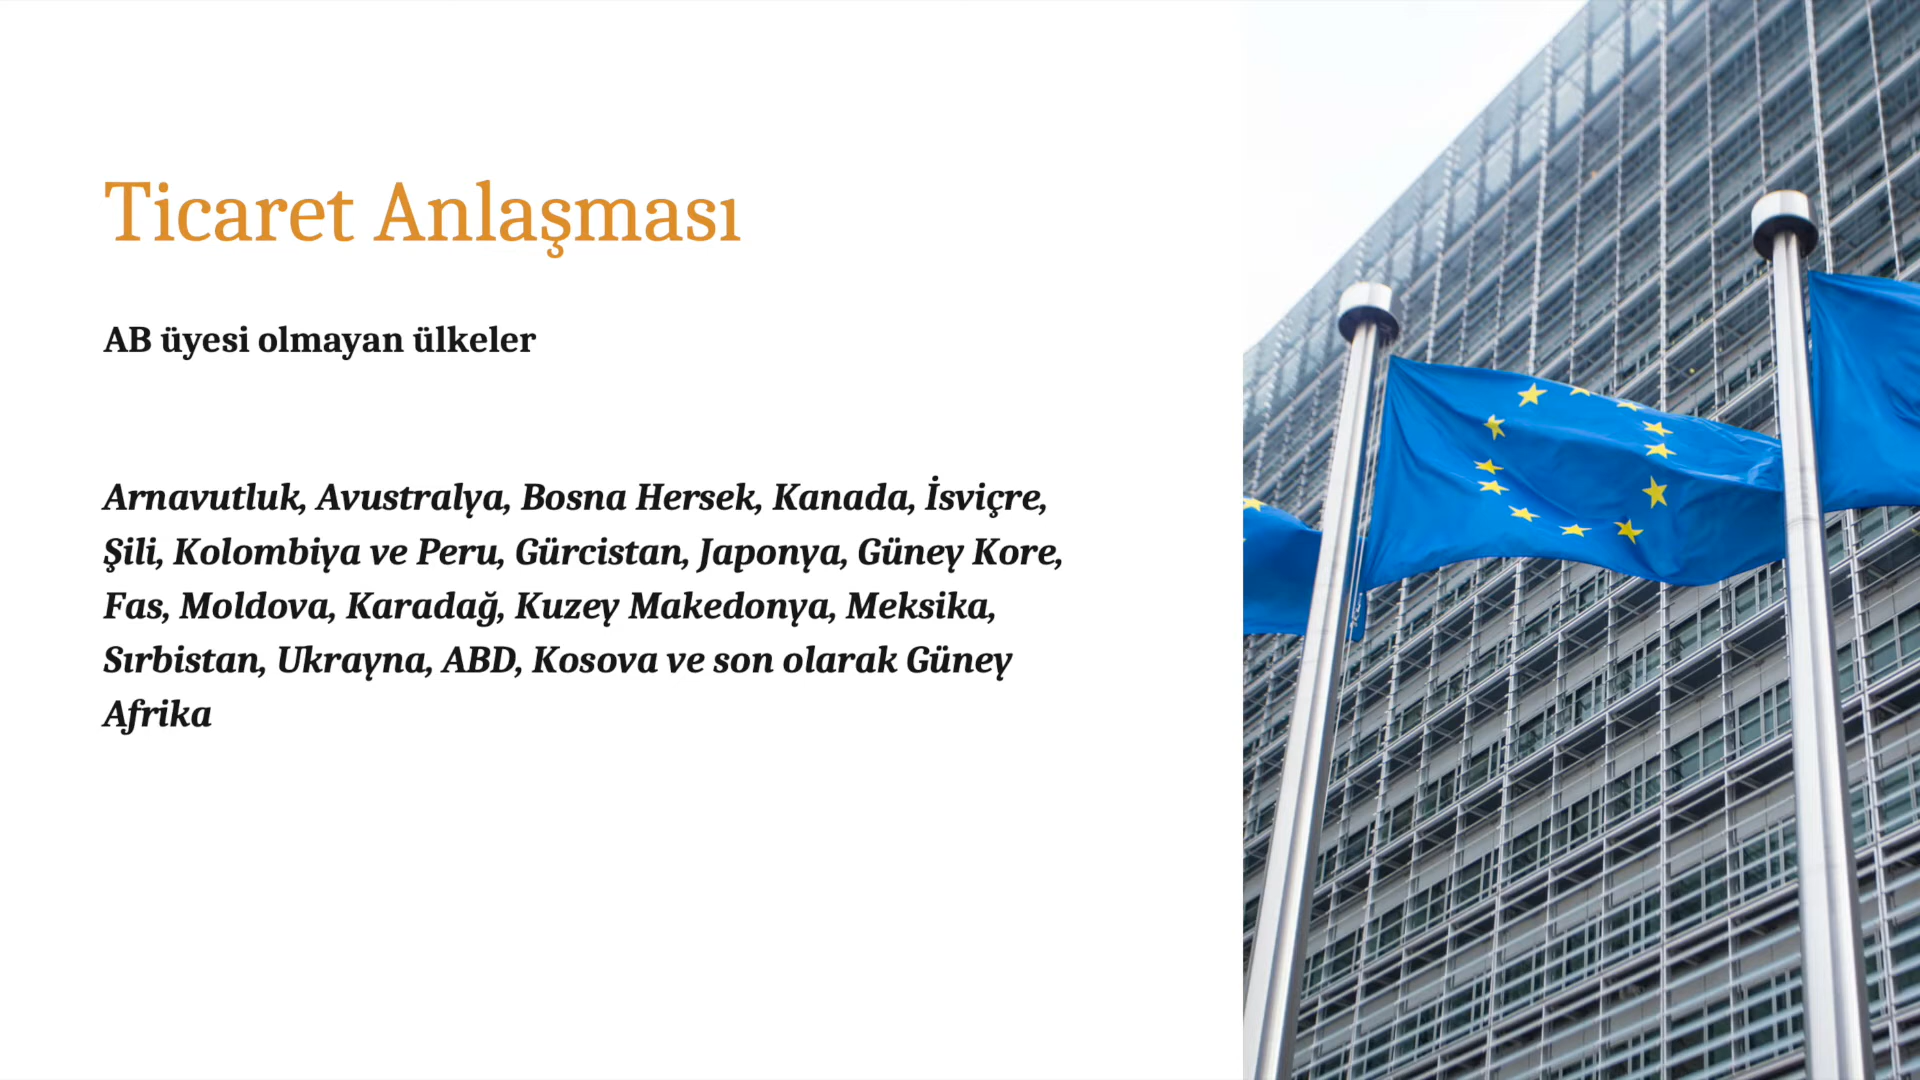 Ticaret Anlaşması
AB üyesi olmayan ülkeler
Arnavutluk, Avustralya, Bosna Hersek, Kanada, İsviçre,
Şili, Kolombiya ve Peru, Gürcistan, Japonya, Güney Kore,
Fas, Moldova, Karadağ, Kuzey Makedonya, Meksika,
Sırbistan, Ukrayna, ABD, Kosova ve son olarak Güney
Afrika